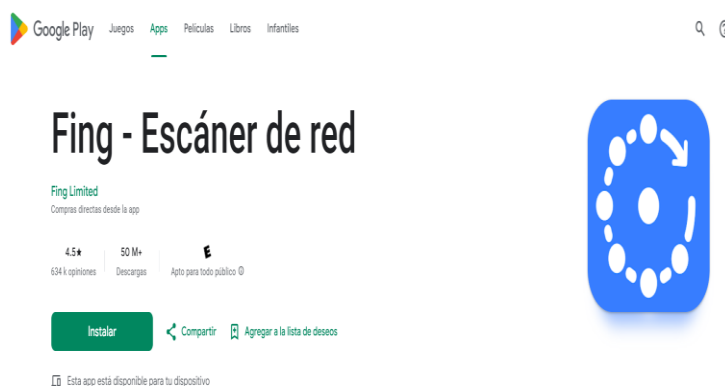 Google Play Juegos Apps Películas Libros Infantiles
Fing - Escáner de red
Fing Limited
Compras directas desde la app
4.5★ 50 M+ E
634 k opiniones Descargas Apto para todo público
Instalar Compartir Agregar a la lista de deseos
Esta app está disponible para tu dispositivo